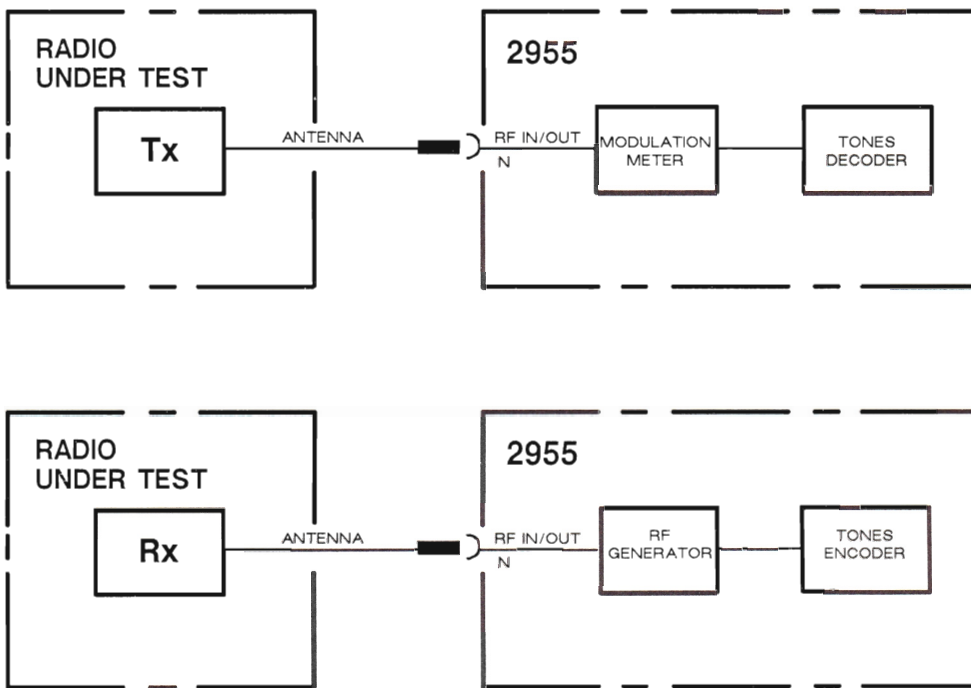 RADIO
UNDER TEST
2955
Tx
ANTENNA
RF IN/OUT
N
MODULATION
METER
TONES
DECODER
RADIO
UNDER TEST
2955
Rx
ANTENNA
RF IN/OUT
N
RF
GENERATOR
TONES
ENCODER